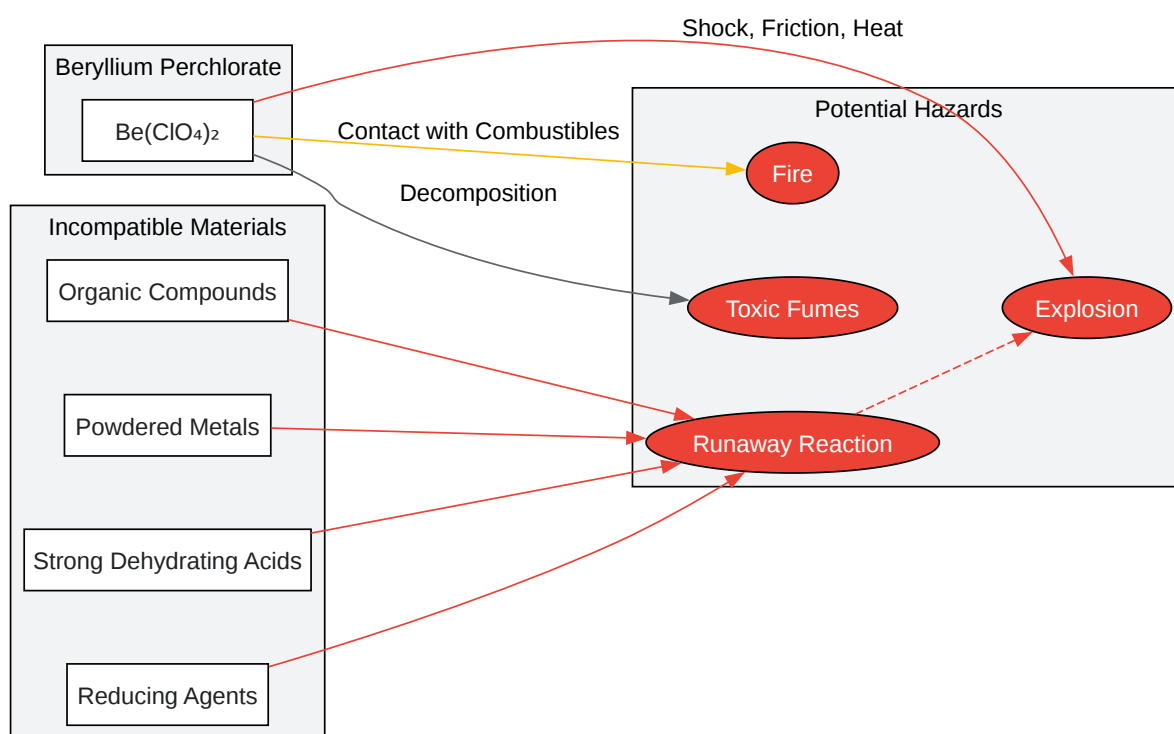 Shock, Friction, Heat
Beryllium Perchlorate
Be(ClO₄)₂
Potential Hazards
Contact with Combustibles
Fire
Decomposition
Incompatible Materials
Organic Compounds
Toxic Fumes
Explosion
Powdered Metals
Runaway Reaction
Strong Dehydrating Acids
Reducing Agents